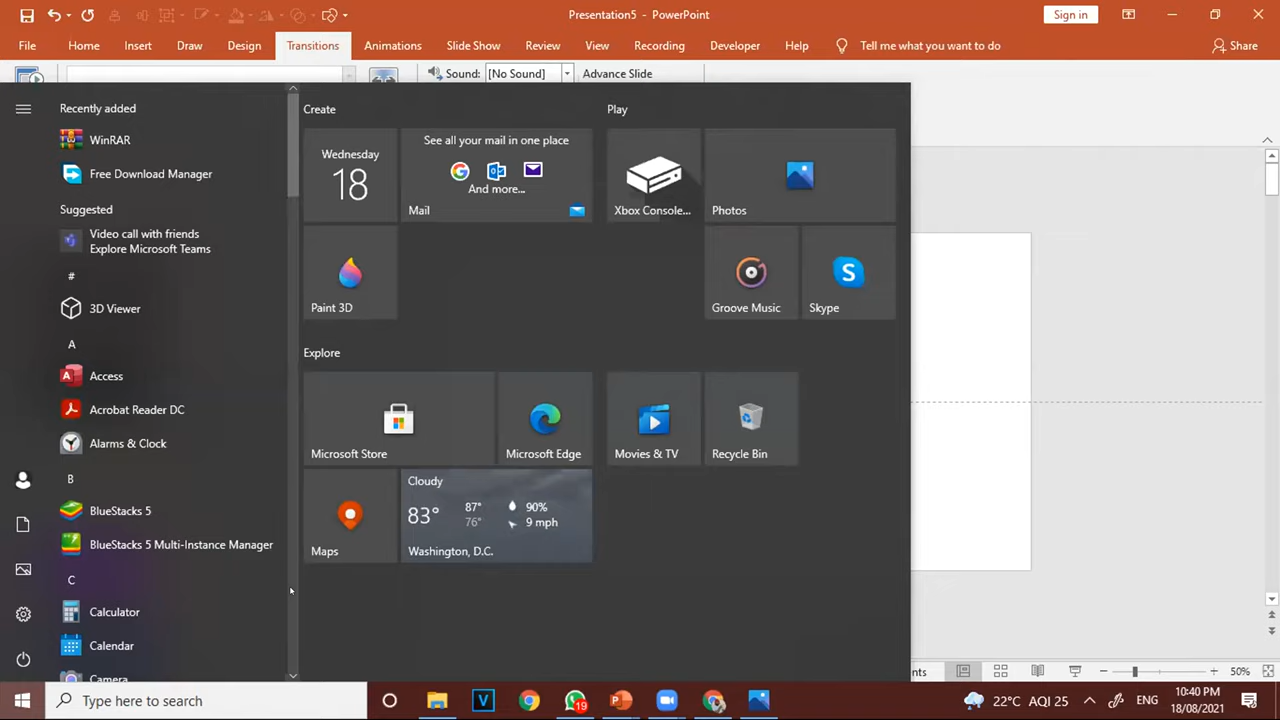 Presentation5 - PowerPoint
Sign in
File Home Insert Draw Design Transitions Animations Slide Show Review View Recording Developer Help Tell me what you want to do Share
Sound: [No Sound] Advance Slide
Recently added
WinRAR
Free Download Manager
Suggested
Video call with friends
Explore Microsoft Teams
#
3D Viewer
A
Access
Acrobat Reader DC
Alarms & Clock
B
BlueStacks 5
BlueStacks 5 Multi-Instance Manager
C
Calculator
Calendar
Camera
Create
Wednesday
18
See all your mail in one place
And more...
Mail
Paint 3D
Play
Xbox Console...
Photos
Groove Music
Skype
Explore
Microsoft Store
Microsoft Edge
Movies & TV
Recycle Bin
Maps
Cloudy
83° 87° 90%
76° 9 mph
Washington, D.C.
50%
Type here to search
19
22°C AQI 25
ENG
10:40 PM
18/08/2021